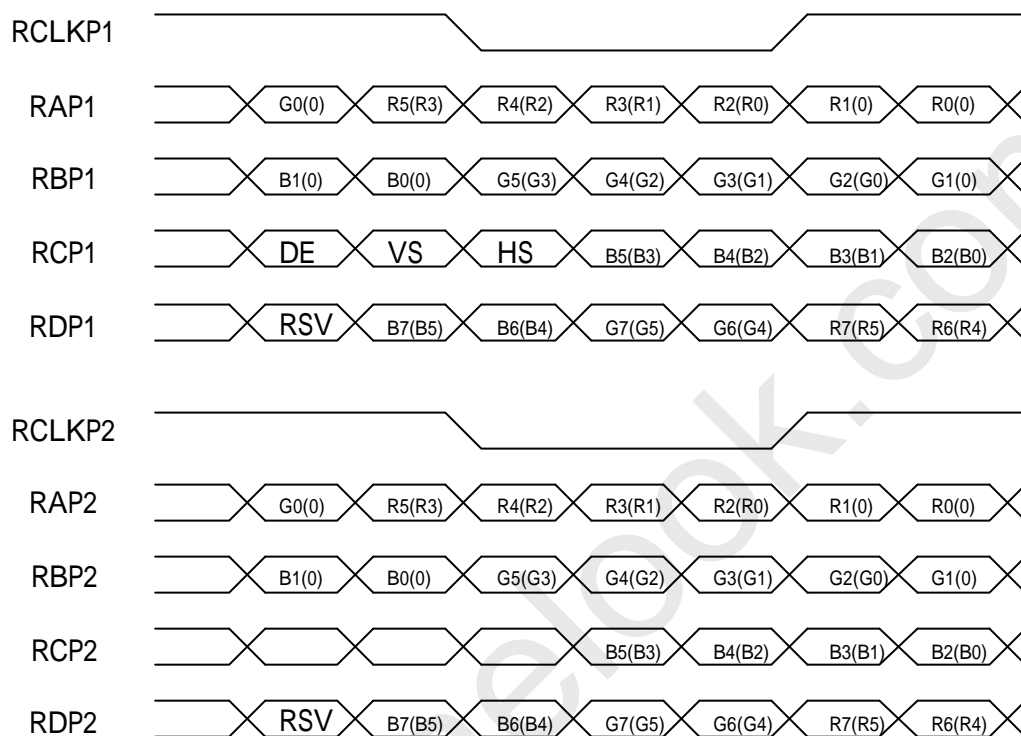 RCLKP1
RAP1 G0(0) R5(R3) R4(R2) R3(R1) R2(R0) R1(0) R0(0)
RBP1 B1(0) B0(0) G5(G3) G4(G2) G3(G1) G2(G0) G1(0)
RCP1 DE VS HS B5(B3) B4(B2) B3(B1) B2(B0)
RDP1 RSV B7(B5) B6(B4) G7(G5) G6(G4) R7(R5) R6(R4)
RCLKP2
RAP2 G0(0) R5(R3) R4(R2) R3(R1) R2(R0) R1(0) R0(0)
RBP2 B1(0) B0(0) G5(G3) G4(G2) G3(G1) G2(G0) G1(0)
RCP2 B5(B3) B4(B2) B3(B1) B2(B0)
RDP2 RSV B7(B5) B6(B4) G7(G5) G6(G4) R7(R5) R6(R4)